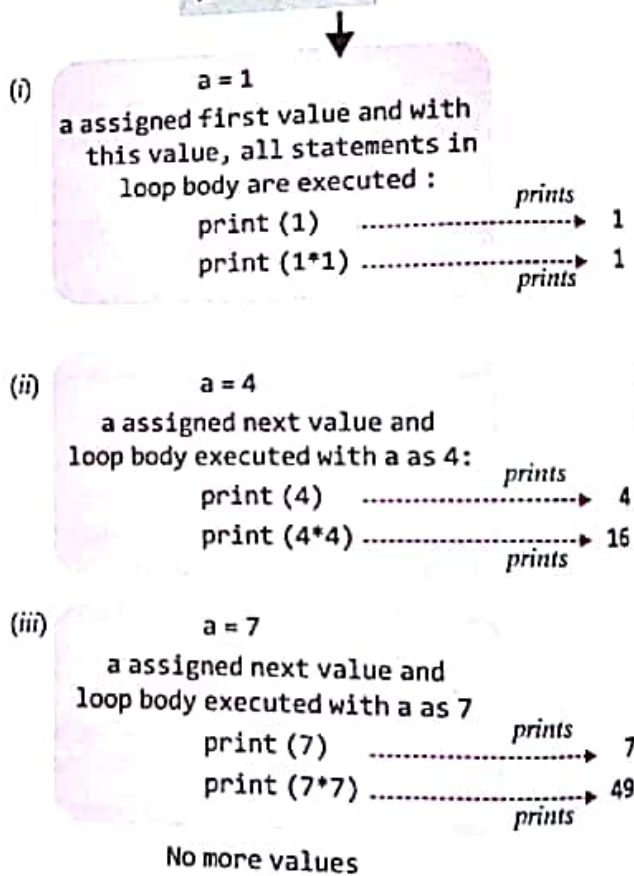 (i)
a = 1
a assigned first value and with
this value, all statements in
loop body are executed :
prints
print (1) 1
print (1*1) 1
prints
(ii)
a = 4
a assigned next value and
loop body executed with a as 4:
prints
print (4) 4
print (4*4) 16
prints
(iii)
a = 7
a assigned next value and
loop body executed with a as 7
prints
print (7) 7
print (7*7) 49
prints
No more values